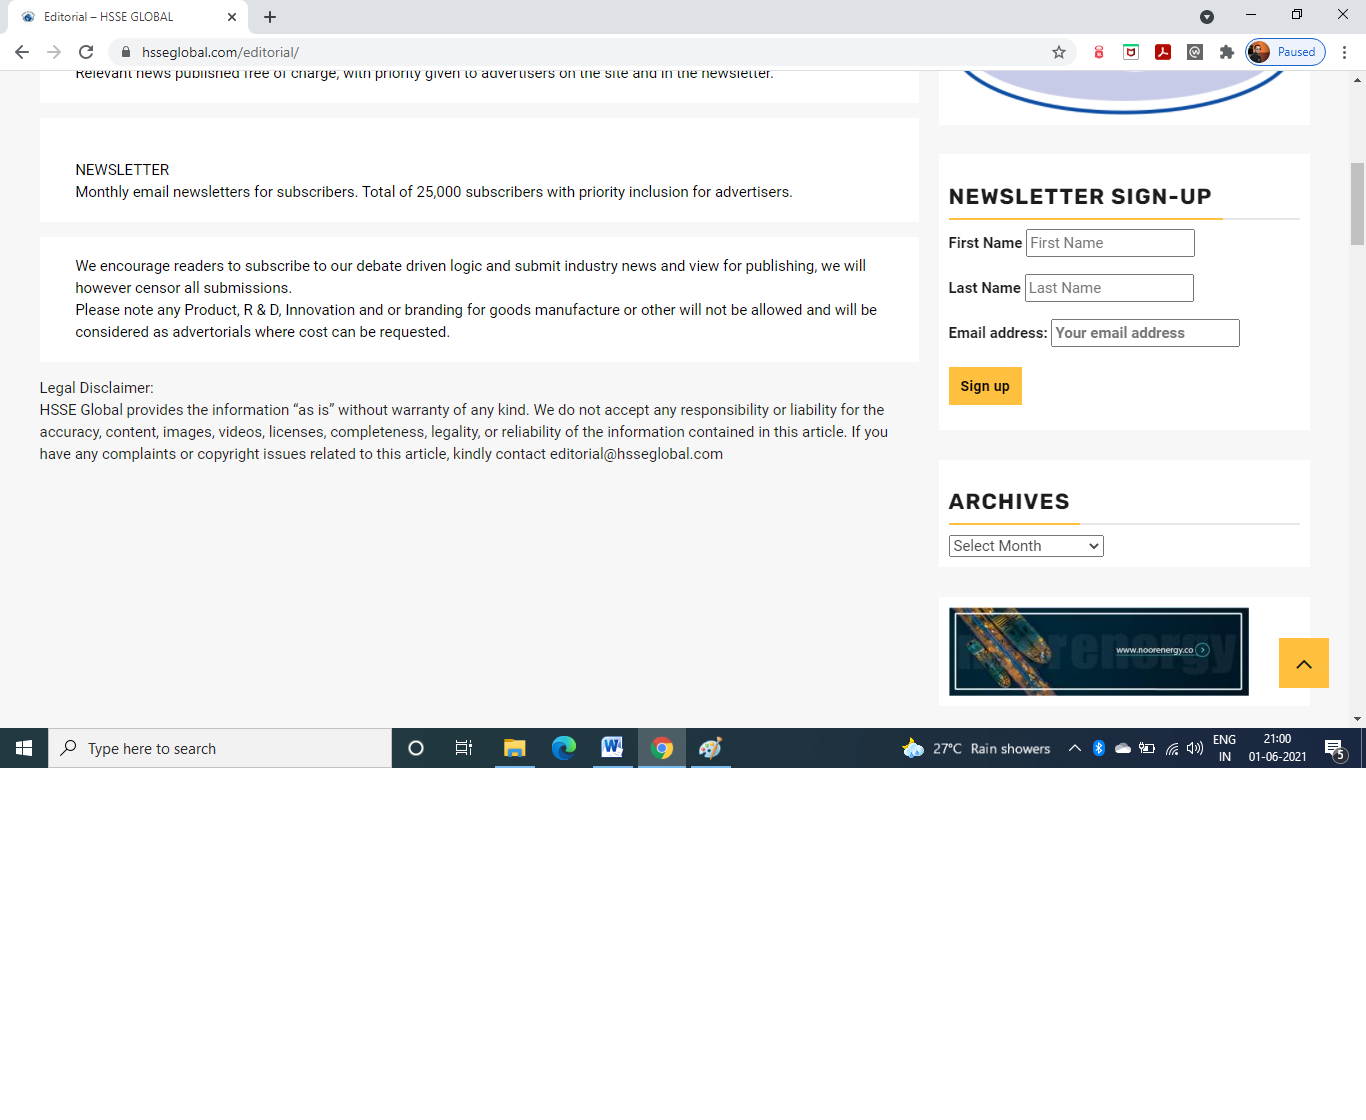 Editorial – HSSE GLOBAL
hsseglobal.com/editorial/
Paused
Relevant news published free of charge, with priority given to advertisers on the site and in the newsletter.
NEWSLETTER
Monthly email newsletters for subscribers. Total of 25,000 subscribers with priority inclusion for advertisers.
We encourage readers to subscribe to our debate driven logic and submit industry news and view for publishing, we will
however censor all submissions.
Please note any Product, R & D, Innovation and or branding for goods manufacture or other will not be allowed and will be
considered as advertorials where cost can be requested.
Legal Disclaimer:
HSSE Global provides the information “as is” without warranty of any kind. We do not accept any responsibility or liability for the
accuracy, content, images, videos, licenses, completeness, legality, or reliability of the information contained in this article. If you
have any complaints or copyright issues related to this article, kindly contact editorial@hsseglobal.com
NEWSLETTER SIGN-UP
First Name First Name
Last Name Last Name
Email address: Your email address
Sign up
ARCHIVES
Select Month
noorenergy
www.noorenergy.co
Type here to search
27°C Rain showers
ENG
IN
21:00
01-06-2021
5